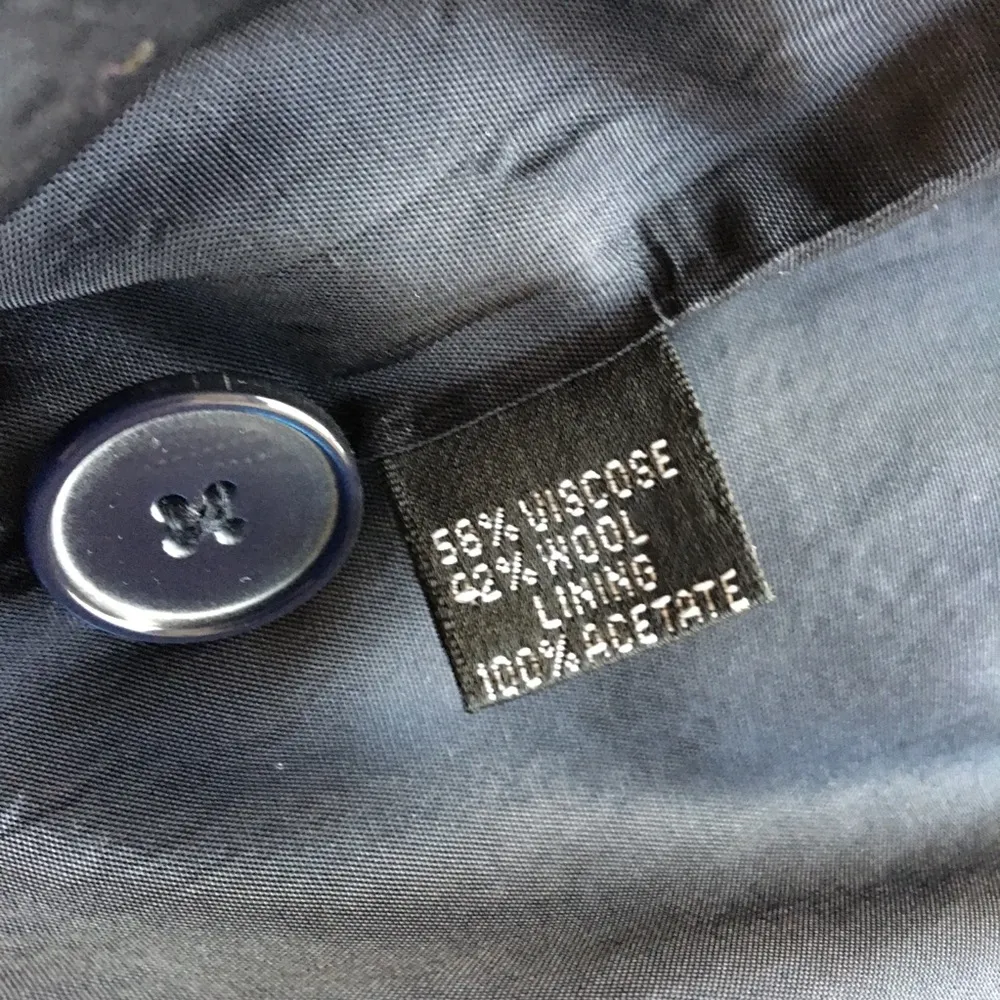 58% VISCOSE
42% WOOL
LINING
100% ACETATE